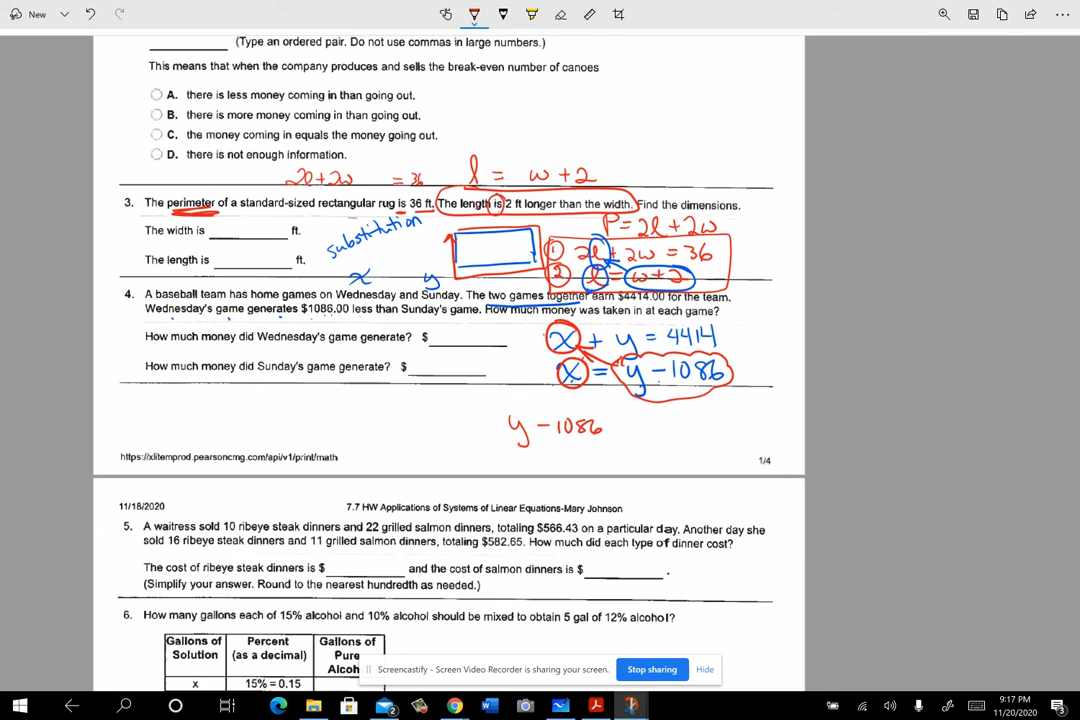 New
(Type an ordered pair. Do not use commas in large numbers.)
This means that when the company produces and sells the break-even number of canoes
A. there is less money coming in than going out.
B. there is more money coming in than going out.
C. the money coming in equals the money going out.
D. there is not enough information.
2l+2w = 36
l = w + 2
3. The perimeter of a standard-sized rectangular rug is 36 ft. The length is 2 ft longer than the width. Find the dimensions.
P = 2l + 2w
The width is ft.
substitution
1 2l + 2w = 36
The length is ft.
x y
2 l = w + 2
4. A baseball team has home games on Wednesday and Sunday. The two games together earn $4414.00 for the team.
Wednesday's game generates $1086.00 less than Sunday's game. How much money was taken in at each game?
How much money did Wednesday's game generate? $
x + y = 4414
How much money did Sunday's game generate? $
x = y - 1086
y - 1086
https://xlitemprod.pearsoncmg.com/api/v1/print/math
1/4
11/18/2020
7.7 HW Applications of Systems of Linear Equations-Mary Johnson
5. A waitress sold 10 ribeye steak dinners and 22 grilled salmon dinners, totaling $566.43 on a particular day. Another day she
sold 16 ribeye steak dinners and 11 grilled salmon dinners, totaling $582.65. How much did each type of dinner cost?
The cost of ribeye steak dinners is $ and the cost of salmon dinners is $ .
(Simplify your answer. Round to the nearest hundredth as needed.)
6. How many gallons each of 15% alcohol and 10% alcohol should be mixed to obtain 5 gal of 12% alcohol?
Gallons of Percent Gallons of
Solution (as a decimal) Pure
Alcoh
x 15% = 0.15
Screencastify - Screen Video Recorder is sharing your screen.
Stop sharing
Hide
9:17 PM
11/20/2020